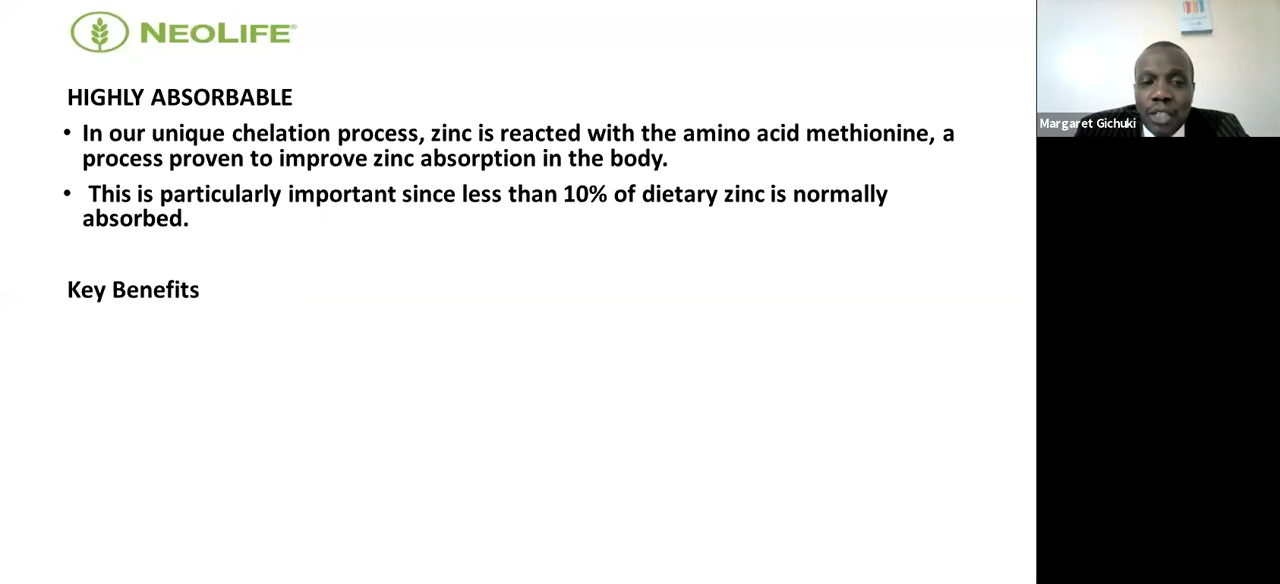 NEOLIFE®
HIGHLY ABSORBABLE
• In our unique chelation process, zinc is reacted with the amino acid methionine, a
process proven to improve zinc absorption in the body.
• This is particularly important since less than 10% of dietary zinc is normally
absorbed.
Key Benefits
Margaret Gichuki